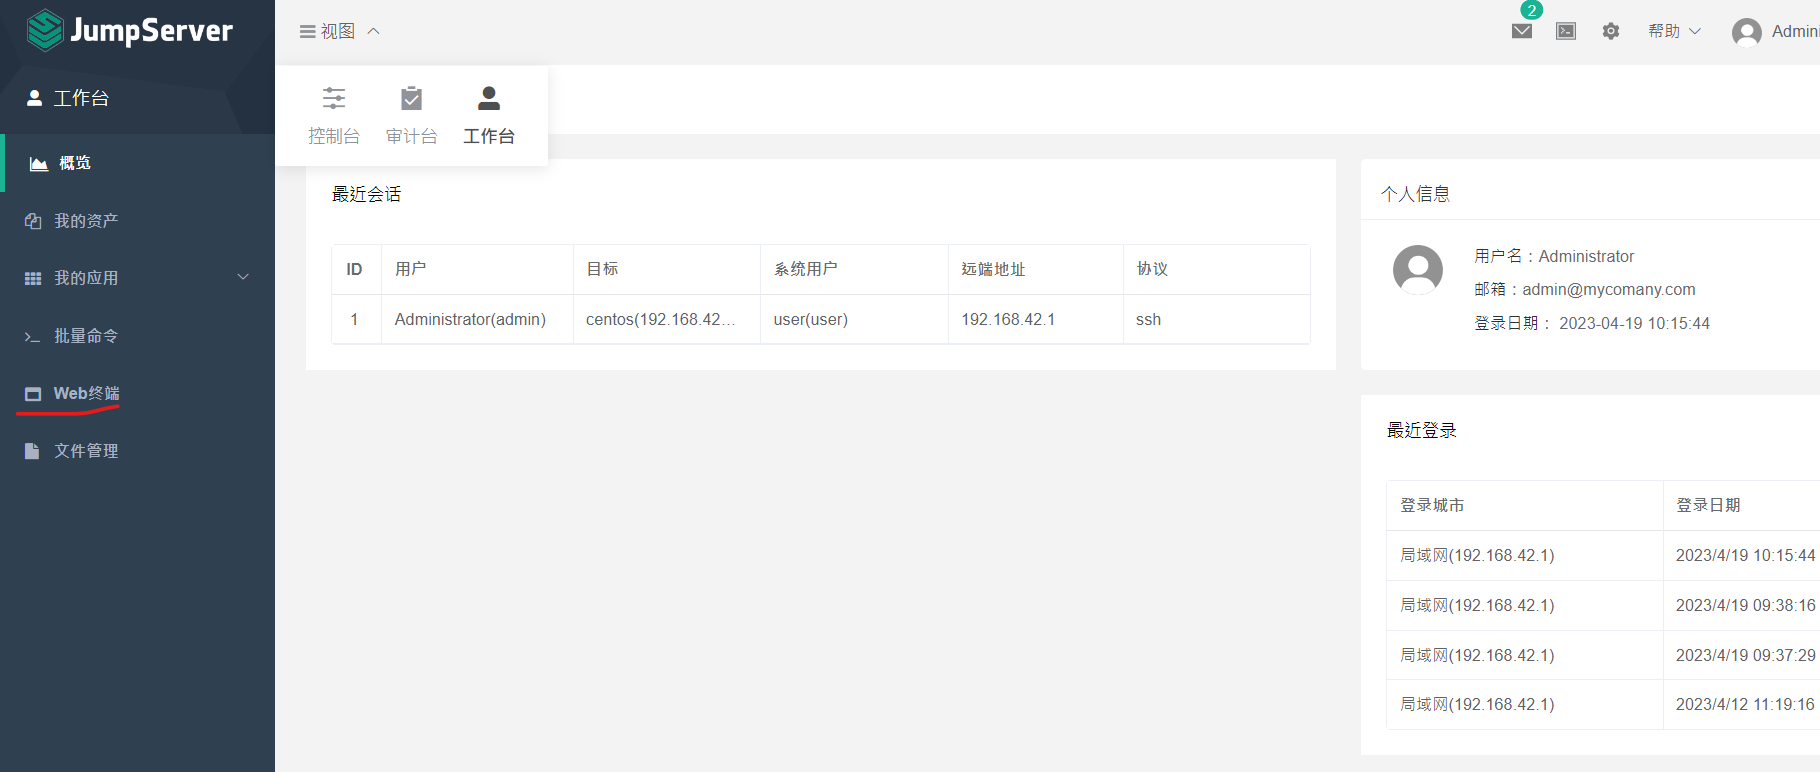 JumpServer
视图
2
帮助
Admini
工作台
控制台 审计台 工作台
概览
我的资产
我的应用
批量命令
Web终端
文件管理
最近会话
ID 用户 目标 系统用户 远端地址 协议
1 Administrator(admin) centos(192.168.42... user(user) 192.168.42.1 ssh
个人信息
用户名：Administrator
邮箱：admin@mycomany.com
登录日期： 2023-04-19 10:15:44
最近登录
登录城市 登录日期
局域网(192.168.42.1) 2023/4/19 10:15:44
局域网(192.168.42.1) 2023/4/19 09:38:16
局域网(192.168.42.1) 2023/4/19 09:37:29
局域网(192.168.42.1) 2023/4/12 11:19:16